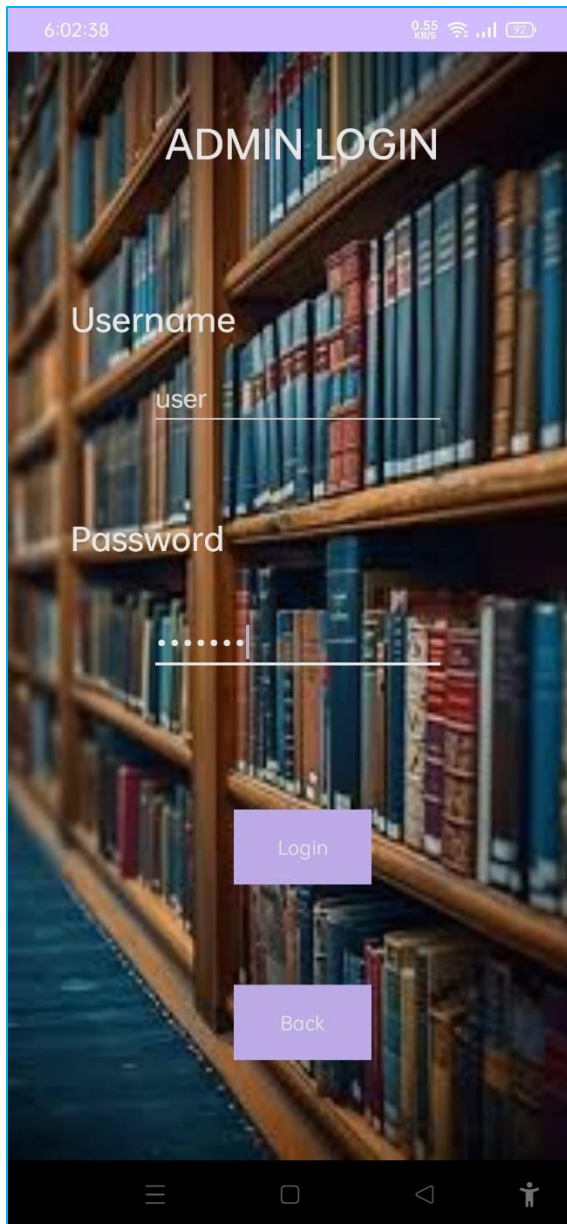 6:02:38
0.55
KB/S
92
ADMIN LOGIN
Username
user
Password
Login
Back